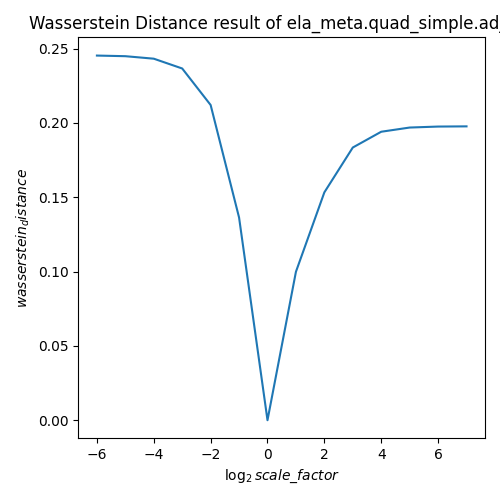 Wasserstein Distance result of ela_meta.quad_simple.ad
0.25
0.20
0.15
0.10
0.05
0.00
wasserstein_distance
−6 −4 −2 0 2 4 6
log₂ scale_factor